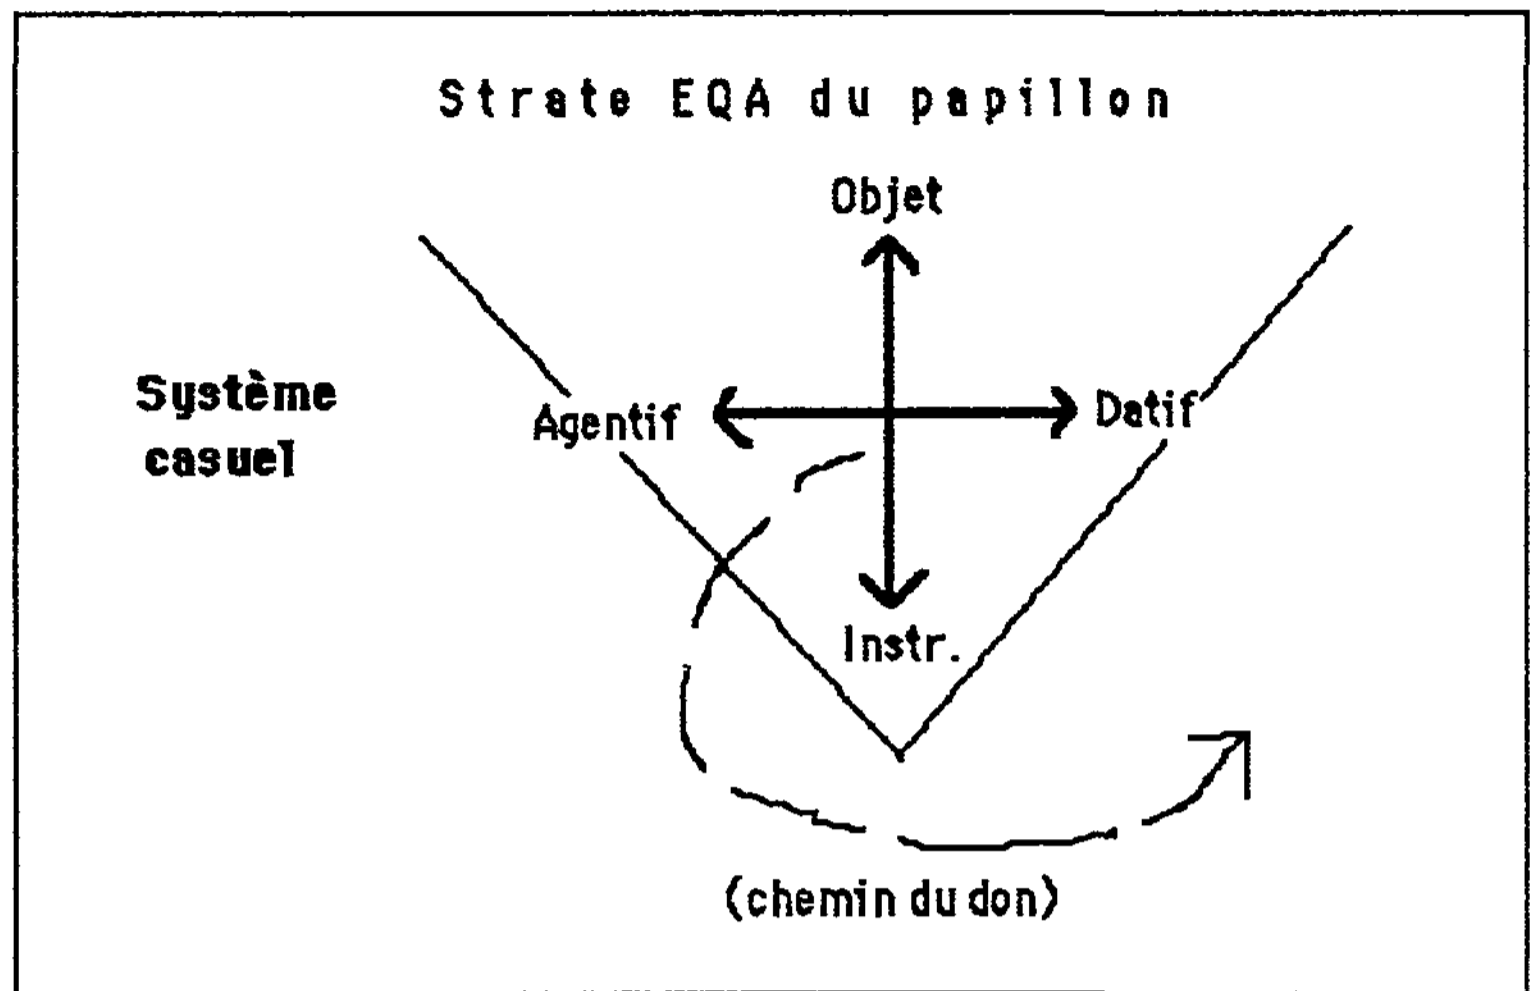 Strate EQA du papillon
Objet
Système
casuel
Agentif
Datif
Instr.
(chemin du don)